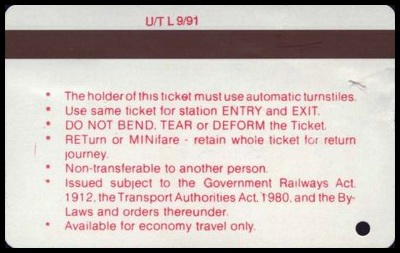 U/T L 9/91
* The holder of this ticket must use automatic turnstiles.
* Use same ticket for station ENTRY and EXIT.
* DO NOT BEND, TEAR or DEFORM the Ticket.
* RETurn or MINifare - retain whole ticket for return
journey.
* Non-transferable to another person.
* Issued subject to the Government Railways Act.
1912, the Transport Authorities Act, 1980, and the By-
Laws and orders thereunder.
* Available for economy travel only.